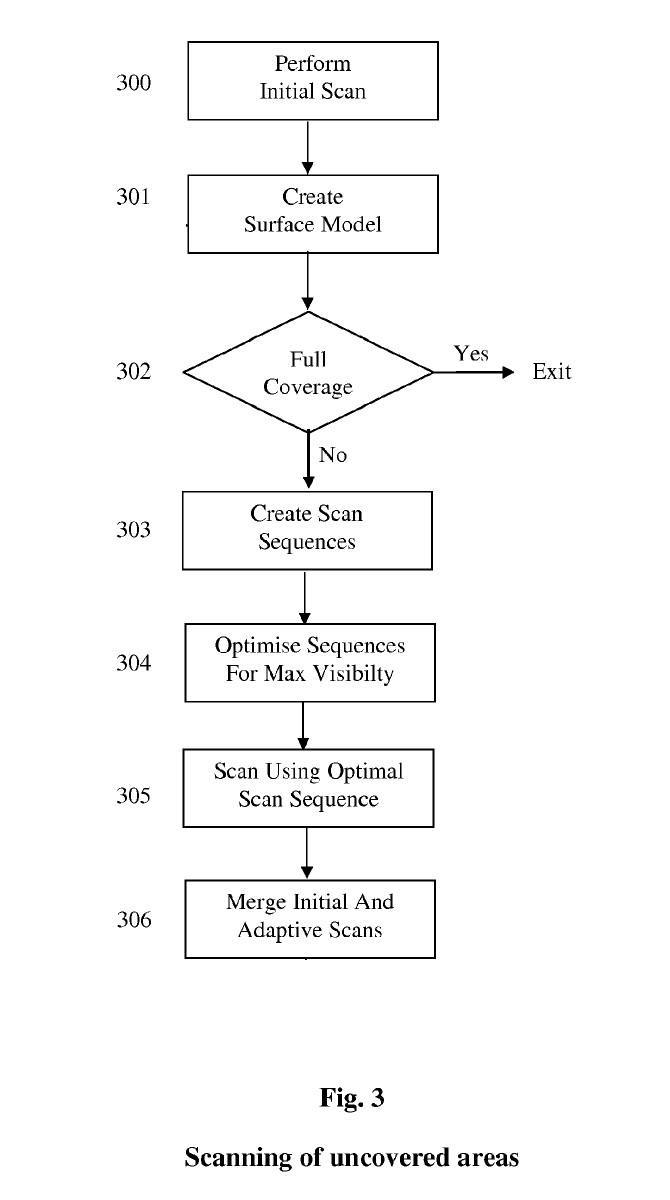 300
Perform
Initial Scan
301
Create
Surface Model
302
Full
Coverage
Yes
Exit
No
303
Create Scan
Sequences
304
Optimise Sequences
For Max Visibilty
305
Scan Using Optimal
Scan Sequence
306
Merge Initial And
Adaptive Scans
Fig. 3
Scanning of uncovered areas